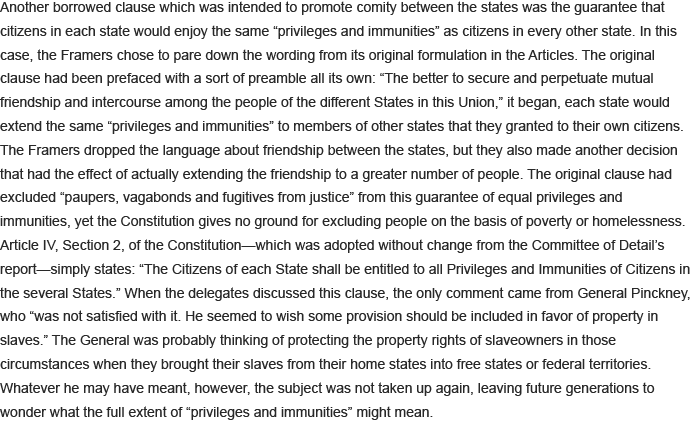 Another borrowed clause which was intended to promote comity between the states was the guarantee that
citizens in each state would enjoy the same “privileges and immunities” as citizens in every other state. In this
case, the Framers chose to pare down the wording from its original formulation in the Articles. The original
clause had been prefaced with a sort of preamble all its own: “The better to secure and perpetuate mutual
friendship and intercourse among the people of the different States in this Union,” it began, each state would
extend the same “privileges and immunities” to members of other states that they granted to their own citizens.
The Framers dropped the language about friendship between the states, but they also made another decision
that had the effect of actually extending the friendship to a greater number of people. The original clause had
excluded “paupers, vagabonds and fugitives from justice” from this guarantee of equal privileges and
immunities, yet the Constitution gives no ground for excluding people on the basis of poverty or homelessness.
Article IV, Section 2, of the Constitution—which was adopted without change from the Committee of Detail’s
report—simply states: “The Citizens of each State shall be entitled to all Privileges and Immunities of Citizens in
the several States.” When the delegates discussed this clause, the only comment came from General Pinckney,
who “was not satisfied with it. He seemed to wish some provision should be included in favor of property in
slaves.” The General was probably thinking of protecting the property rights of slaveowners in those
circumstances when they brought their slaves from their home states into free states or federal territories.
Whatever he may have meant, however, the subject was not taken up again, leaving future generations to
wonder what the full extent of “privileges and immunities” might mean.